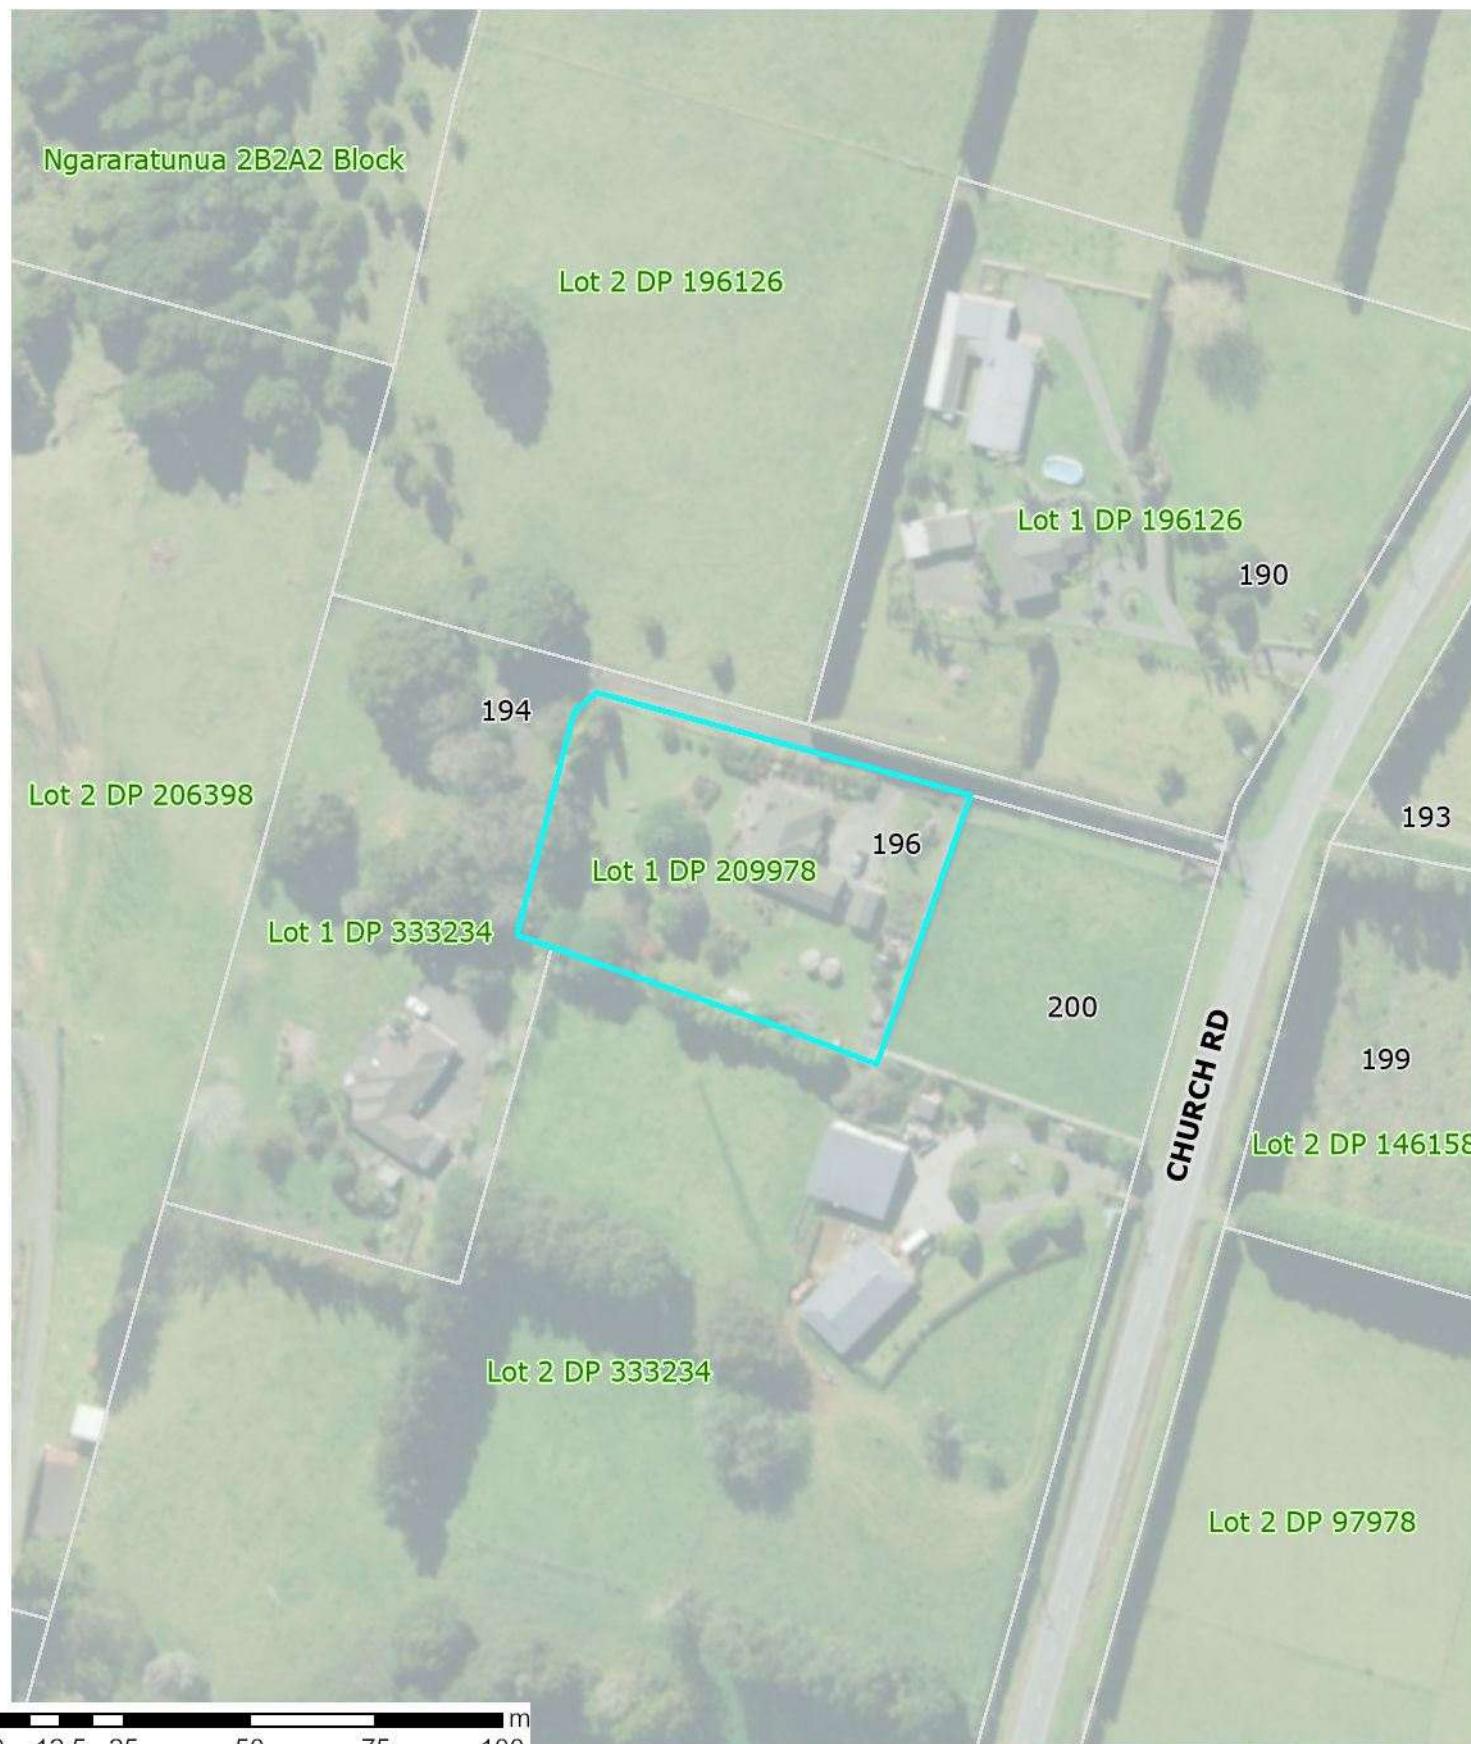 Ngararatunua 2B2A2 Block
Lot 2 DP 196126
Lot 1 DP 196126
190
194
Lot 2 DP 206398
193
196
Lot 1 DP 209978
Lot 1 DP 333234
200
CHURCH RD
199
Lot 2 DP 146158
Lot 2 DP 333234
Lot 2 DP 97978
m